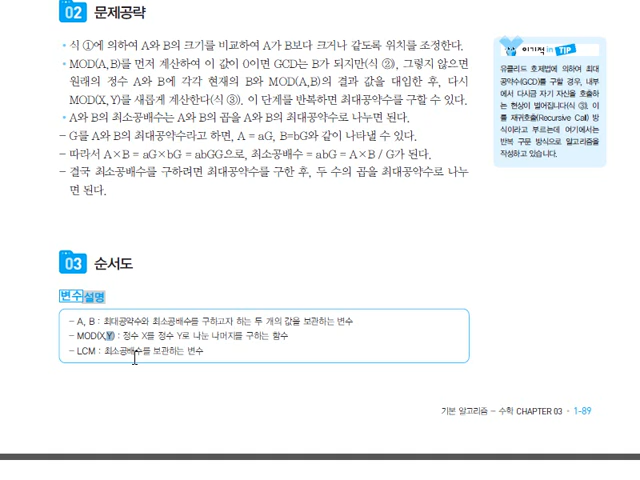 02 문제공략
• 식 ①에 의하여 A와 B의 크기를 비교하여 A가 B보다 크거나 같도록 위치를 조정한다.
• MOD(A,B)를 먼저 계산하여 이 값이 0이면 GCD는 B가 되지만(식 ②), 그렇지 않으면
원래의 정수 A와 B에 각각 현재의 B와 MOD(A,B)의 결과 값을 대입한 후, 다시
MOD(X,Y)를 새롭게 계산한다(식 ③). 이 단계를 반복하면 최대공약수를 구할 수 있다.
• A와 B의 최소공배수는 A와 B의 곱을 A와 B의 최대공약수로 나누면 된다.
- G를 A와 B의 최대공약수라고 하면, A = aG, B=bG와 같이 나타낼 수 있다.
- 따라서 A×B = aG×bG = abGG으로, 최소공배수 = abG = A×B / G가 된다.
- 결국 최소공배수를 구하려면 최대공약수를 구한 후, 두 수의 곱을 최대공약수로 나누
면 된다.
이기적 in TIP
유클리드 호제법에 의하여 최대
공약수(GCD)를 구할 경우, 내부
에서 다시금 자기 자신을 호출하
는 현상이 벌어집니다(식 ③). 이
를 재귀호출(Recursive Call) 방
식이라고 부르는데 여기에서는
반복 구문 방식으로 알고리즘을
작성하고 있습니다.
03 순서도
변수설명
- A, B : 최대공약수와 최소공배수를 구하고자 하는 두 개의 값을 보관하는 변수
- MOD(X,Y) : 정수 X를 정수 Y로 나눈 나머지를 구하는 함수
- LCM : 최소공배수를 보관하는 변수
기본 알고리즘 - 수학 CHAPTER 03 • 1-89